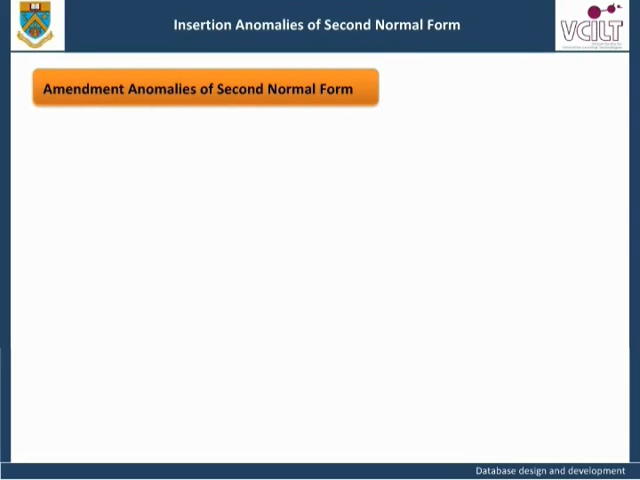 Insertion Anomalies of Second Normal Form
VCILT
Amendment Anomalies of Second Normal Form
Database design and development